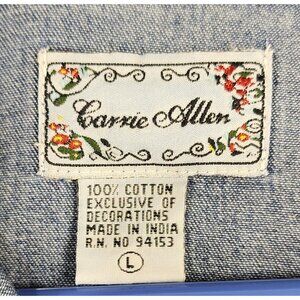 Carrie Allen
100% COTTON
EXCLUSIVE OF
DECORATIONS
MADE IN INDIA
R.N. NO 94153
L